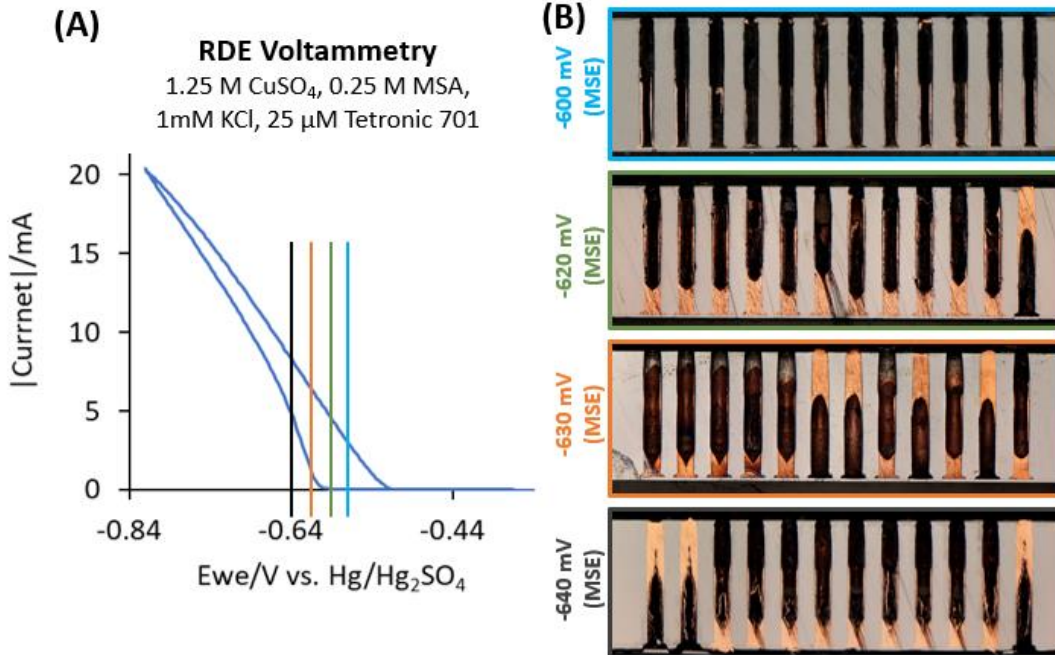 (A)
RDE Voltammetry
1.25 M CuSO₄, 0.25 M MSA,
1mM KCl, 25 µM Tetronic 701
|Currnet|/mA
20
15
10
5
0
-0.84
-0.64
-0.44
Ewe/V vs. Hg/Hg₂SO₄
(B)
-600 mV
(MSE)
-620 mV
(MSE)
-630 mV
(MSE)
-640 mV
(MSE)